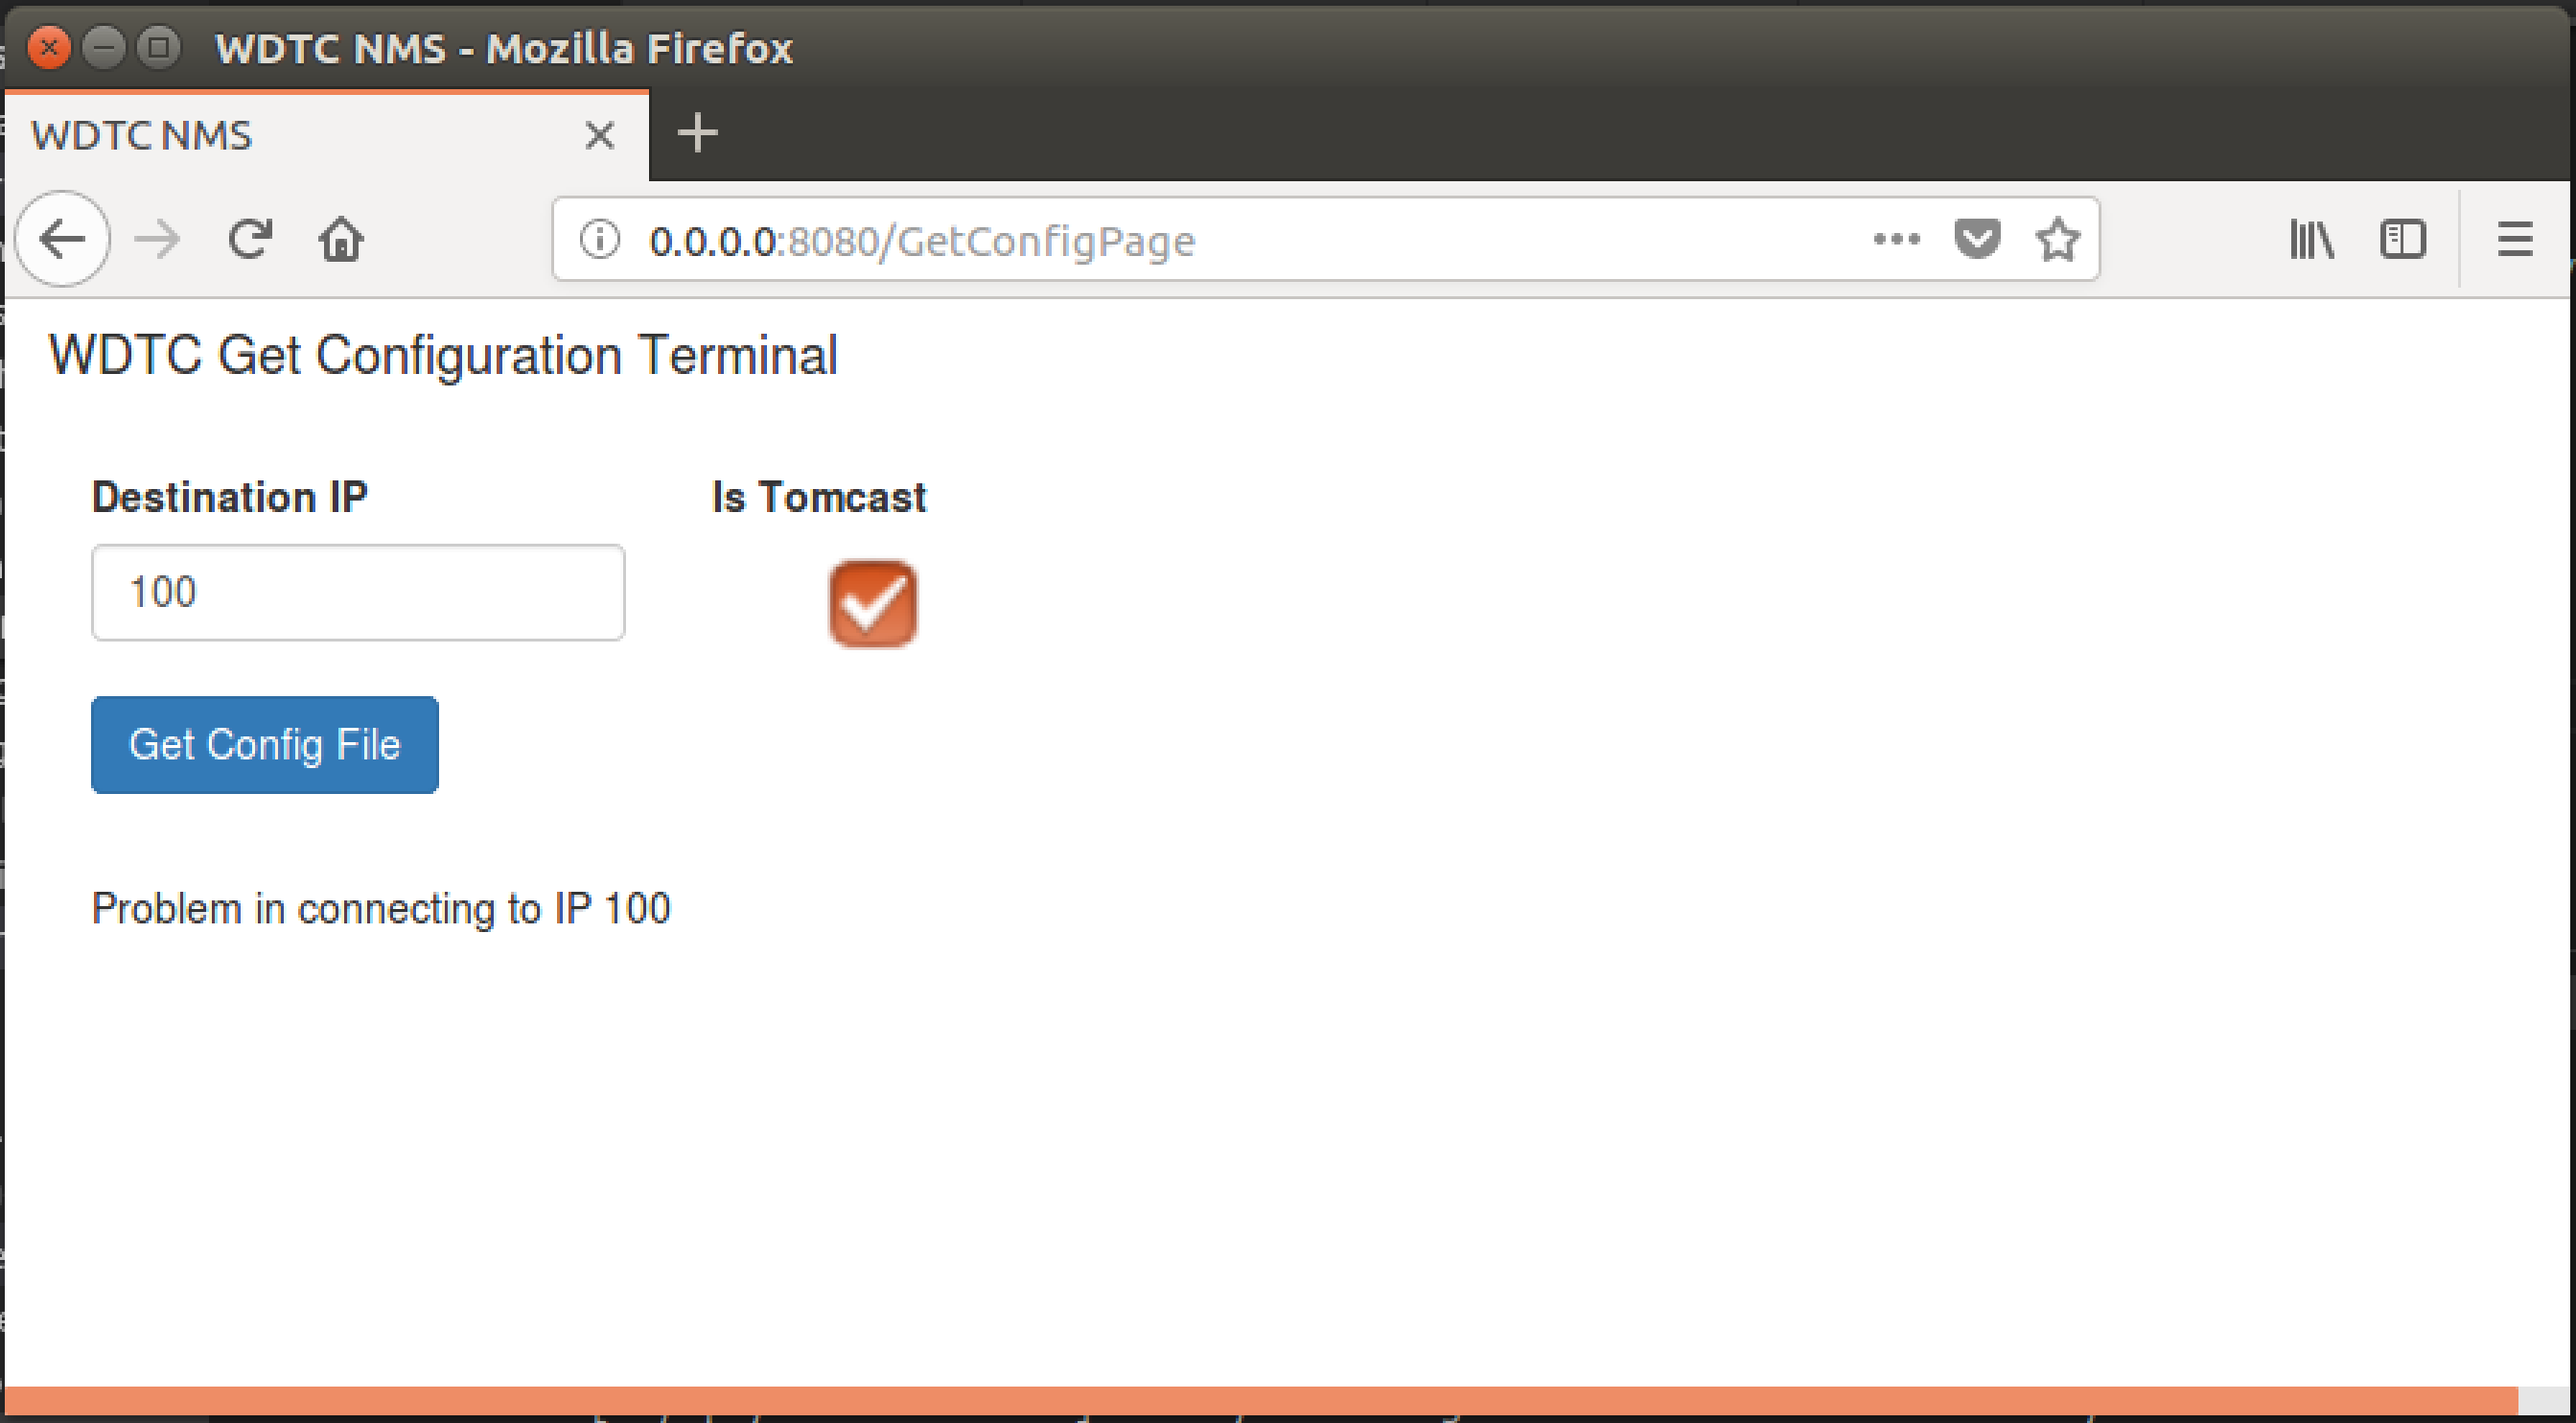 WDTC NMS - Mozilla Firefox
WDTC NMS
0.0.0.0:8080/GetConfigPage
WDTC Get Configuration Terminal
Destination IP Is Tomcast
100
Get Config File
Problem in connecting to IP 100